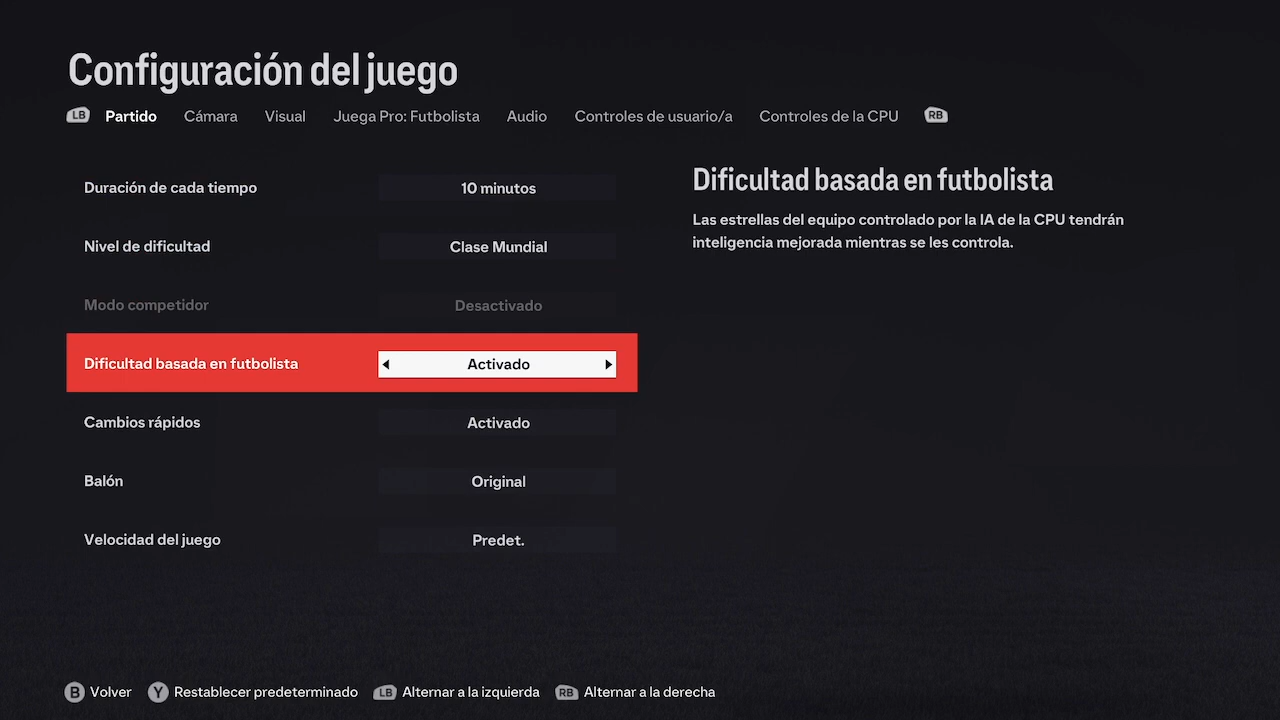 Configuración del juego
LB Partido Cámara Visual Juega Pro: Futbolista Audio Controles de usuario/a Controles de la CPU RB
Duración de cada tiempo 10 minutos
Nivel de dificultad Clase Mundial
Modo competidor Desactivado
Dificultad basada en futbolista Activado
Cambios rápidos Activado
Balón Original
Velocidad del juego Predet.
Dificultad basada en futbolista
Las estrellas del equipo controlado por la IA de la CPU tendrán
inteligencia mejorada mientras se les controla.
B Volver Y Restablecer predeterminado LB Alternar a la izquierda RB Alternar a la derecha